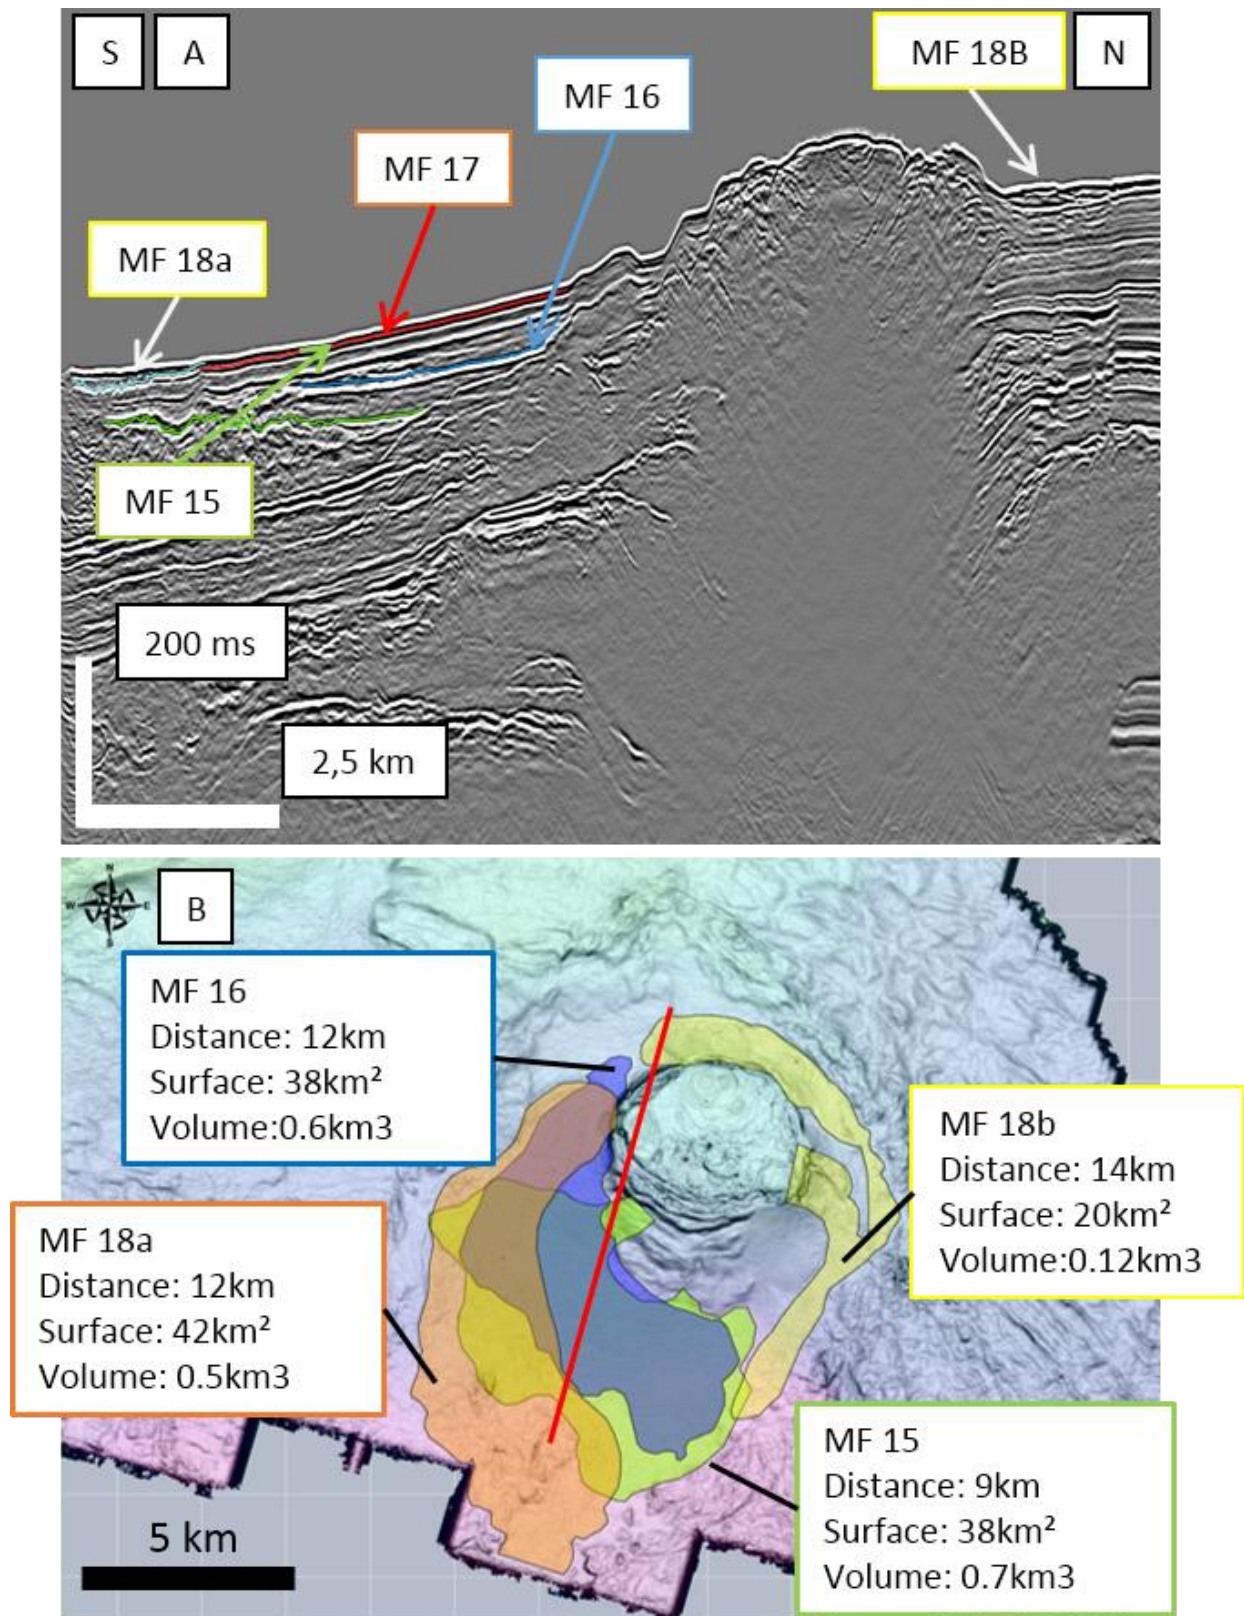 S
A
MF 18B
N
MF 16
MF 17
MF 18a
MF 15
200 ms
2,5 km
N
W
E
S
B
MF 16
Distance: 12km
Surface: 38km²
Volume:0.6km3
MF 18b
Distance: 14km
Surface: 20km²
Volume:0.12km3
MF 18a
Distance: 12km
Surface: 42km²
Volume: 0.5km3
MF 15
Distance: 9km
Surface: 38km²
Volume: 0.7km3
5 km